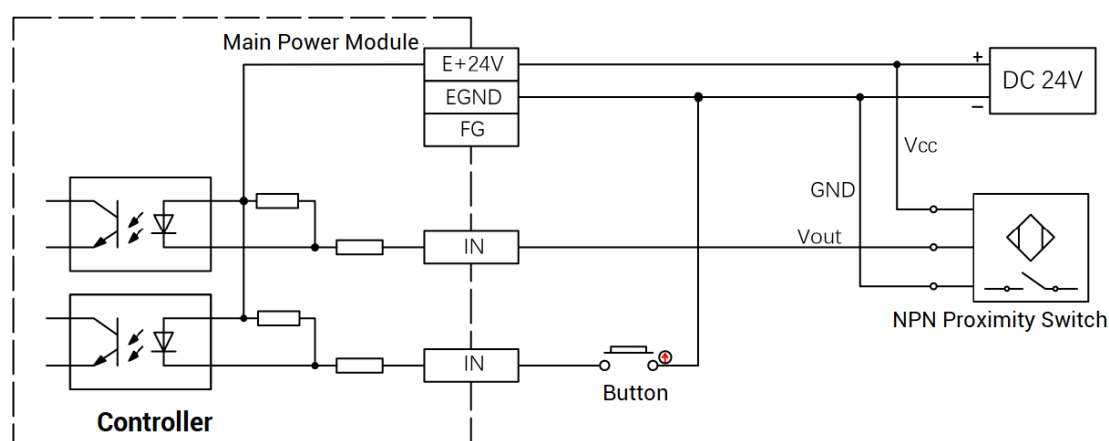 Main Power Module
E+24V
EGND
FG
+
DC 24V
–
Vcc
GND
Vout
IN
NPN Proximity Switch
IN
Button
Controller